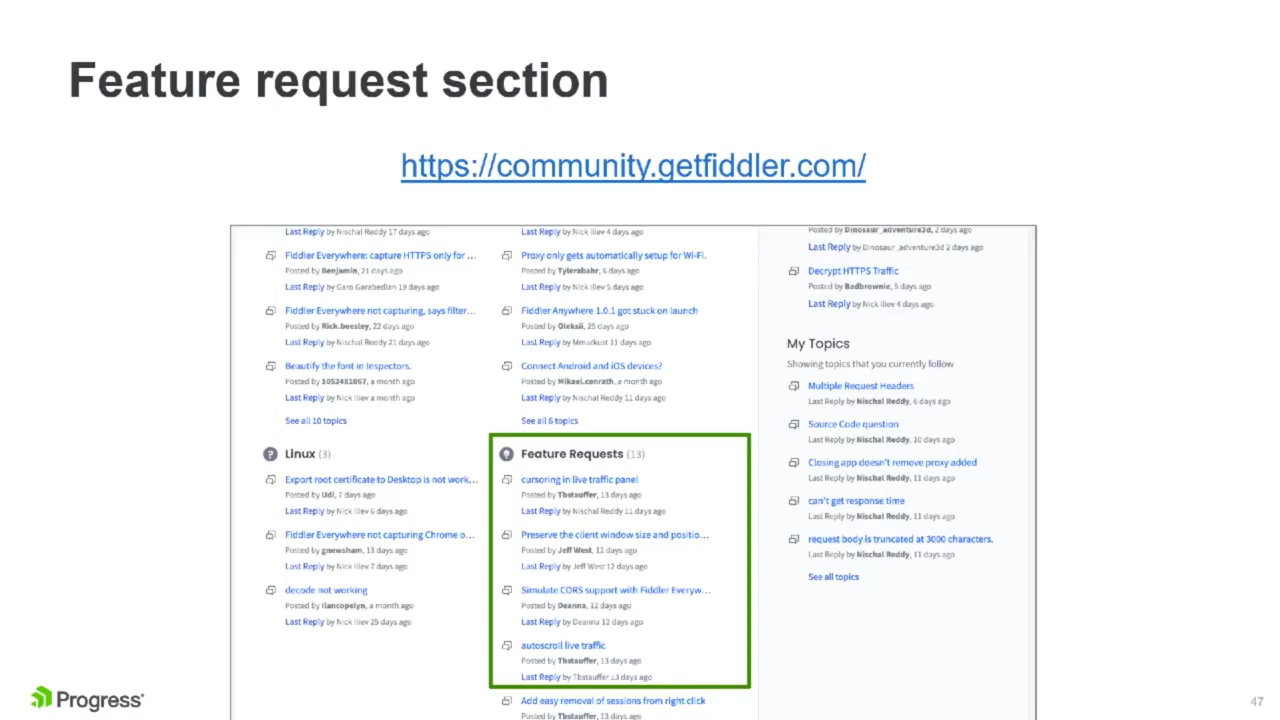 Feature request section
https://community.getfiddler.com/
Last Reply by Nischal Reddy 17 days ago
Fiddler Everywhere: capture HTTPS only for ...
Posted by Benjamin, 21 days ago
Last Reply by Garo Garabedian 19 days ago
Fiddler Everywhere not capturing, says filter...
Posted by Rick.beesley, 22 days ago
Last Reply by Nischal Reddy 21 days ago
Beautify the font in Inspectors.
Posted by 1052481067, a month ago
Last Reply by Nick Iliev a month ago
See all 10 topics
Linux (3)
Export root certificate to Desktop is not work...
Posted by Udi, 7 days ago
Last Reply by Nick Iliev 6 days ago
Fiddler Everywhere not capturing Chrome o...
Posted by gnewsham, 13 days ago
Last Reply by Nick Iliev 7 days ago
decode not working
Posted by Ilancopelyn, a month ago
Last Reply by Nick Iliev 25 days ago
Last Reply by Nick Iliev 4 days ago
Proxy only gets automatically setup for Wi-Fi.
Posted by Tylerabahr, 6 days ago
Last Reply by Nick Iliev 5 days ago
Fiddler Anywhere 1.0.1 got stuck on launch
Posted by Oleksii, 25 days ago
Last Reply by Mmarkust 11 days ago
Connect Android and iOS devices?
Posted by Mikael.conrath, a month ago
Last Reply by Nischal Reddy 11 days ago
See all 6 topics
Feature Requests (13)
cursoring in live traffic panel
Posted by Tbstauffer, 13 days ago
Last Reply by Nischal Reddy 11 days ago
Preserve the client window size and positio...
Posted by Jeff West, 12 days ago
Last Reply by Jeff West 12 days ago
Simulate CORS support with Fiddler Everyw...
Posted by Deanna, 12 days ago
Last Reply by Deanna 12 days ago
autoscroll live traffic
Posted by Tbstauffer, 13 days ago
Last Reply by Tbstauffer 13 days ago
Add easy removal of sessions from right click
Posted by Tbstauffer, 13 days ago
Posted by Dinosaur_adventure3d, 2 days ago
Last Reply by Dinosaur_adventure3d 2 days ago
Decrypt HTTPS Traffic
Posted by Badbrownie, 5 days ago
Last Reply by Nick Iliev 4 days ago
My Topics
Showing topics that you currently follow
Multiple Request Headers
Last Reply by Nischal Reddy, 6 days ago
Source Code question
Last Reply by Nischal Reddy, 10 days ago
Closing app doesn't remove proxy added
Last Reply by Nischal Reddy, 11 days ago
can't get response time
Last Reply by Nischal Reddy, 11 days ago
request body is truncated at 3000 characters.
Last Reply by Nischal Reddy, 11 days ago
See all topics
Progress
47